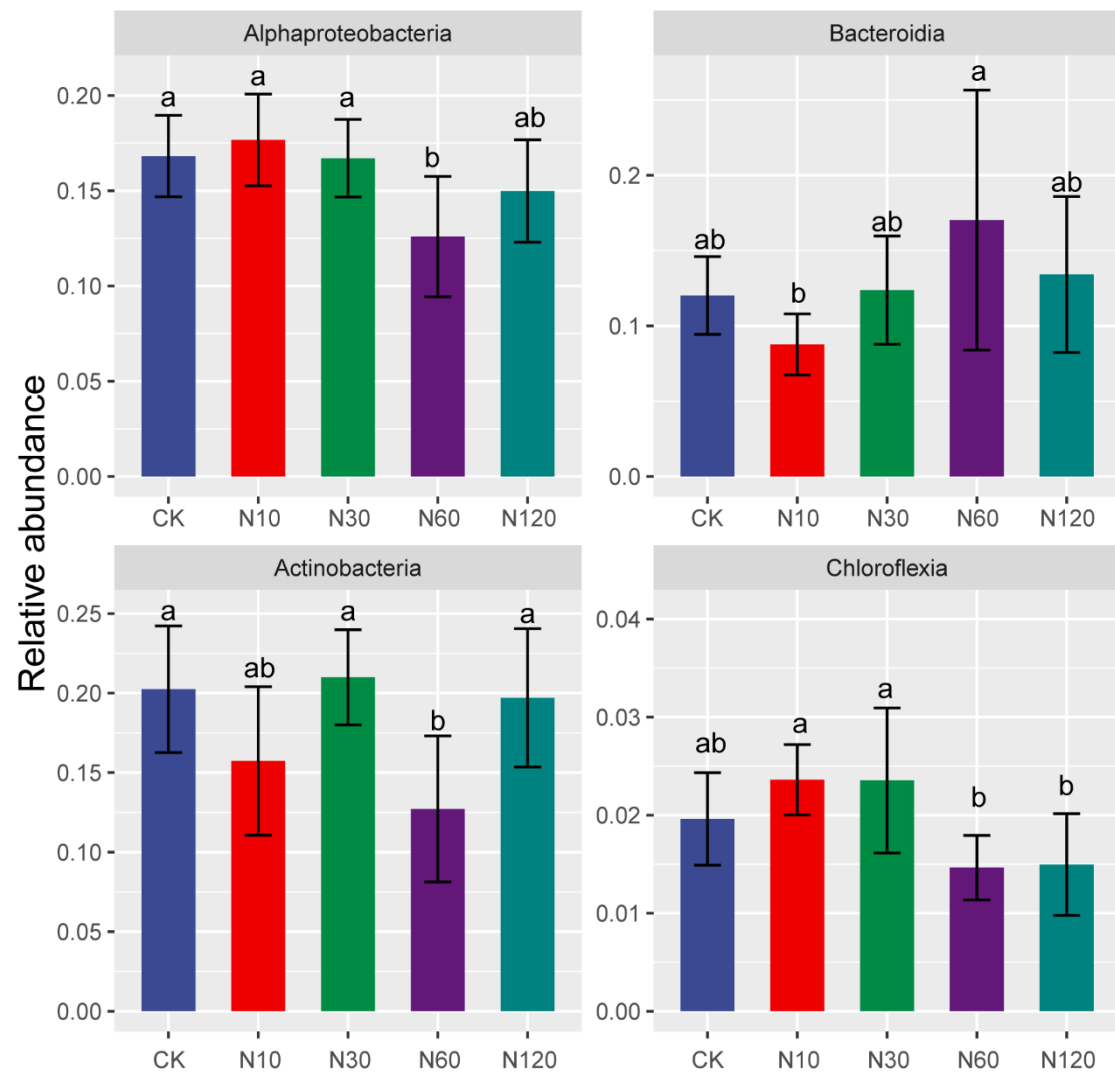 Relative abundance
Alphaproteobacteria
0.20
0.15
0.10
0.05
0.00
a
a
a
b
ab
CK N10 N30 N60 N120
Bacteroidia
0.2
0.1
0.0
ab
b
ab
a
ab
CK N10 N30 N60 N120
Actinobacteria
0.25
0.20
0.15
0.10
0.05
0.00
a
ab
a
b
a
CK N10 N30 N60 N120
Chloroflexia
0.04
0.03
0.02
0.01
0.00
ab
a
a
b
b
CK N10 N30 N60 N120